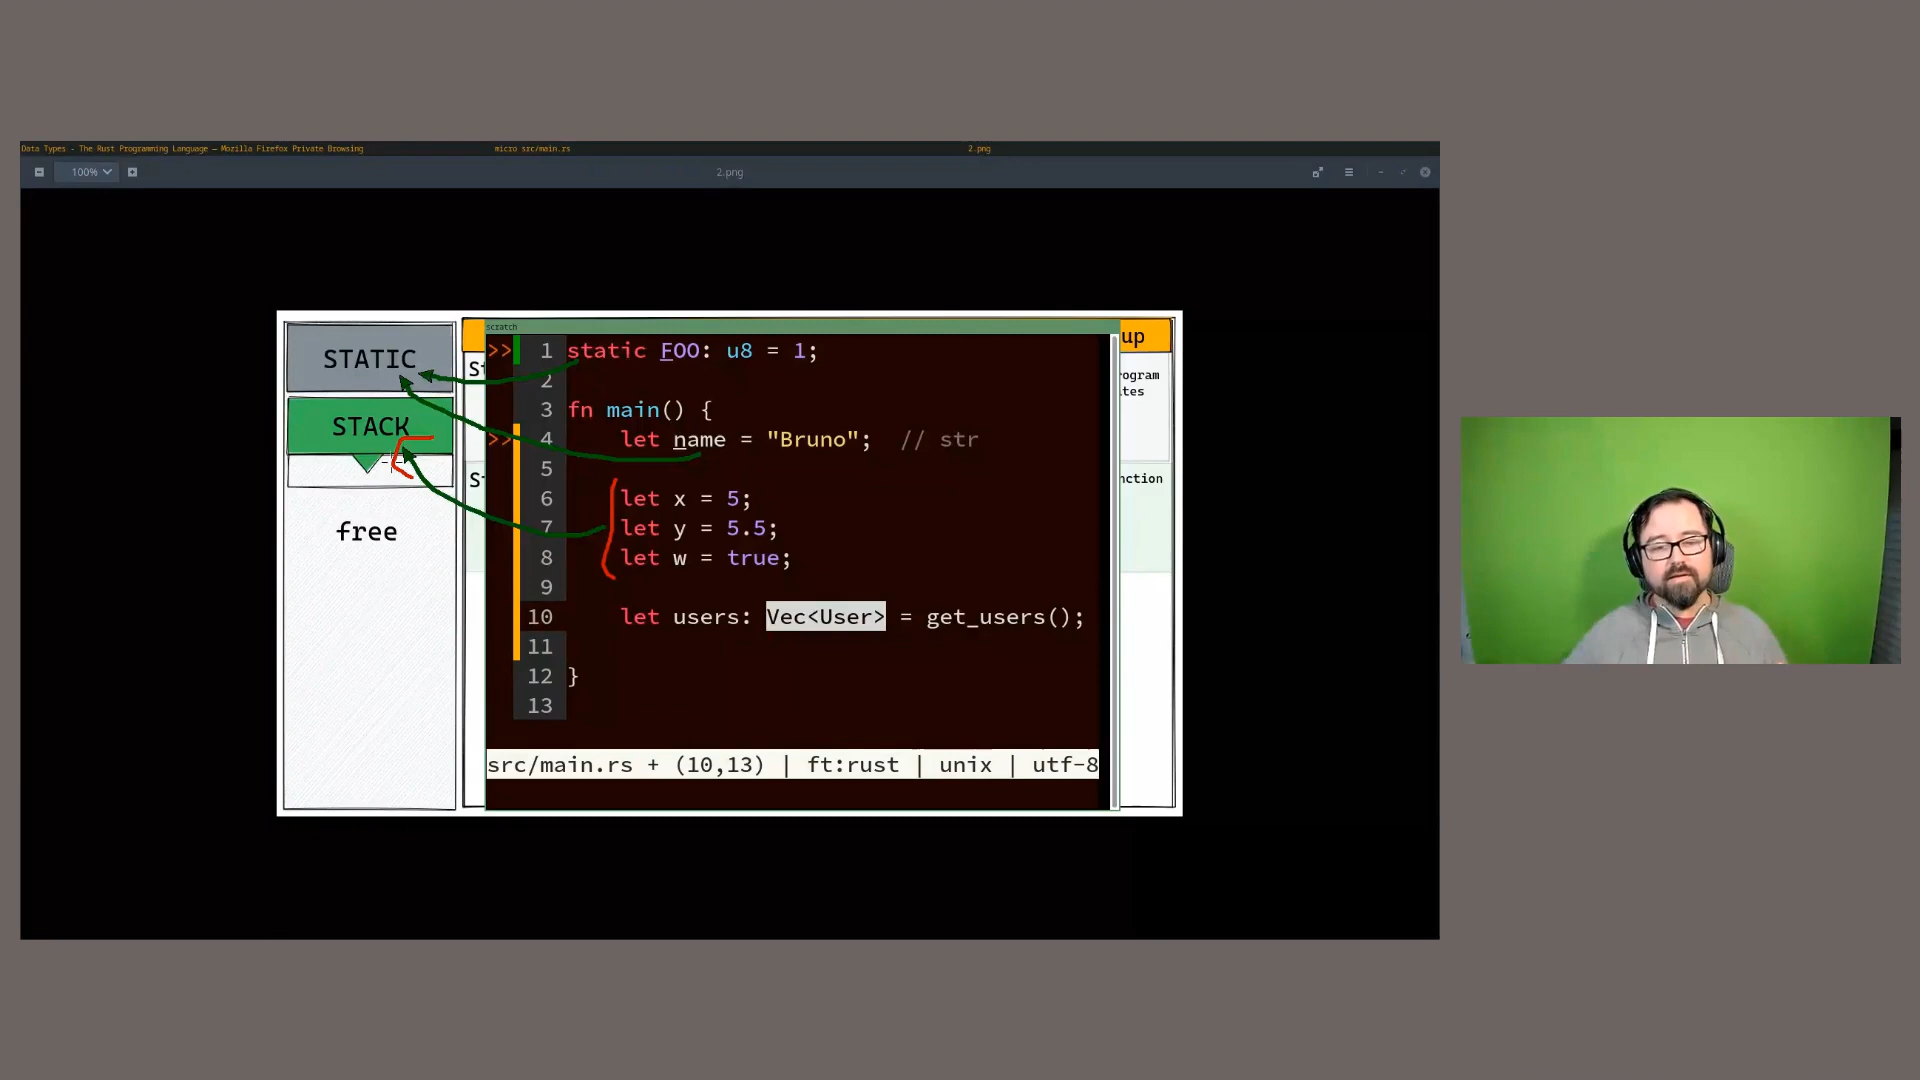 Data Types - The Rust Programming Language — Mozilla Firefox Private Browsing
micro src/main.rs
2.png
100%
2.png
STATIC
STACK
free
scratch
up
St
ogram
tes
St
nction
>> 1 static FOO: u8 = 1;
2
3 fn main() {
>> 4 let name = "Bruno"; // str
5
6 let x = 5;
7 let y = 5.5;
8 let w = true;
9
10 let users: Vec<User> = get_users();
11
12 }
13
src/main.rs + (10,13) | ft:rust | unix | utf-8